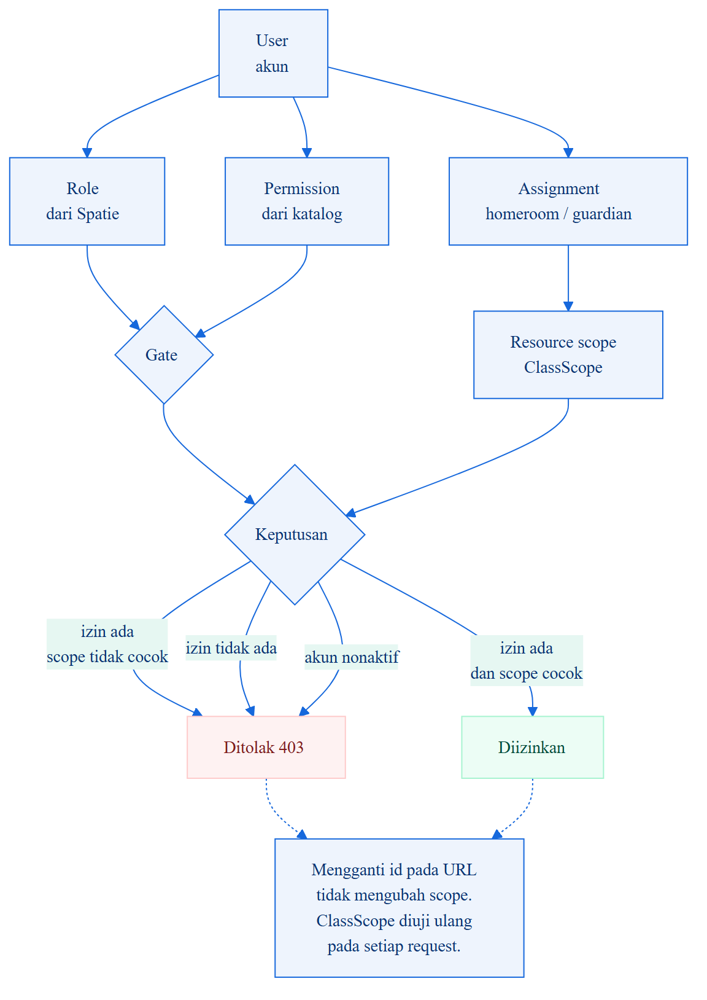 User
akun
Role
dari Spatie
Permission
dari katalog
Assignment
homeroom / guardian
Gate
Resource scope
ClassScope
Keputusan
izin ada
scope tidak cocok
izin tidak ada
akun nonaktif
izin ada
dan scope cocok
Ditolak 403
Diizinkan
Mengganti id pada URL
tidak mengubah scope.
ClassScope diuji ulang
pada setiap request.